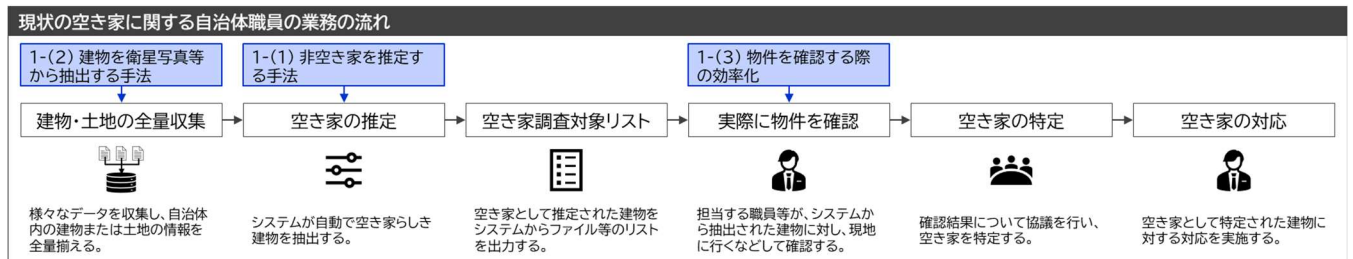 現状の空き家に関する自治体職員の業務の流れ
1-(2) 建物を衛星写真等
から抽出する手法
1-(1) 非空き家を推定す
る手法
1-(3) 物件を確認する際
の効率化
建物・土地の全量収集
空き家の推定
空き家調査対象リスト
実際に物件を確認
空き家の特定
空き家の対応
様々なデータを収集し、自治体
内の建物または土地の情報を
全量揃える。
システムが自動で空き家らしき
建物を抽出する。
空き家として推定された建物を
システムからファイル等のリスト
を出力する。
担当する職員等が、システムか
ら抽出された建物に対し、現地
に行くなどして確認する。
確認結果について協議を行い、
空き家を特定する。
空き家として特定された建物に
対する対応を実施する。